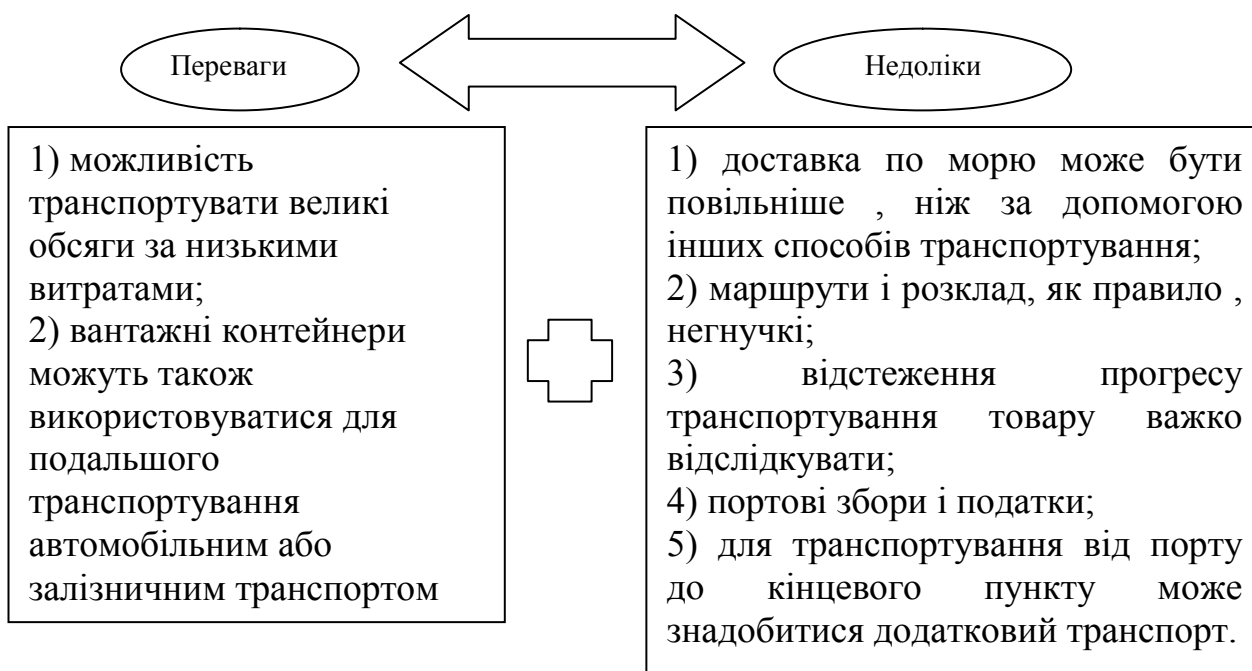 Переваги
Недоліки
1) можливість
транспортувати великі
обсяги за низькими
витратами;
2) вантажні контейнери
можуть також
використовуватися для
подальшого
транспортування
автомобільним або
залізничним транспортом
1) доставка по морю може бути
повільніше , ніж за допомогою
інших способів транспортування;
2) маршрути і розклад, як правило ,
негнучкі;
3) відстеження прогресу
транспортування товару важко
відслідкувати;
4) портові збори і податки;
5) для транспортування від порту
до кінцевого пункту може
знадобитися додатковий транспорт.